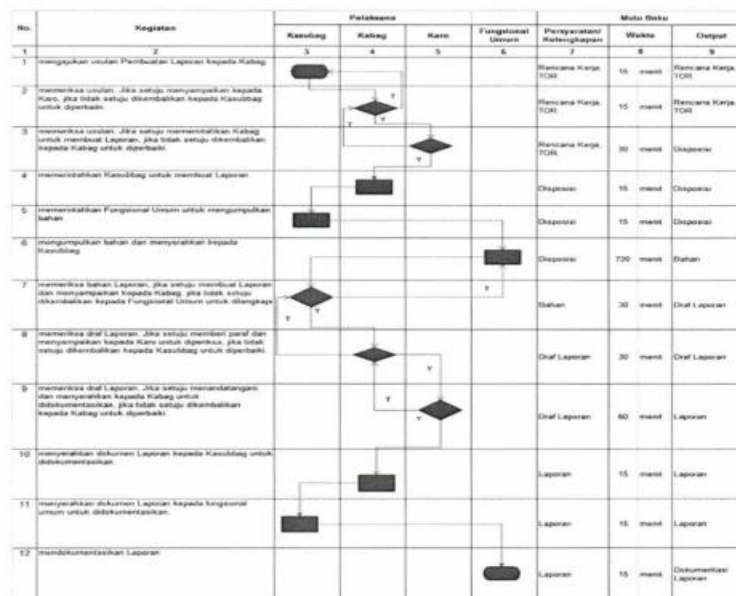 No.
Kegiatan
Pelaksana
Mutu Baku
Kasubag
Kabag
Karo
Fungsional Umum
Persyaratan/ Kelengkapan
Waktu
Output
1 2 3 4 5 6 7 8 9
1 mengajukan usulan Pembuatan Laporan kepada Kabag
Rencana Kerja, TOR 15 menit Rencana Kerja, TOR
2 memeriksa usulan. Jika setuju menyampaikan kepada
Karo, jika tidak setuju dikembalikan kepada Kasubbag
untuk diperbaiki.
Y
T
Rencana Kerja, TOR 15 menit Rencana Kerja, TOR
3 memeriksa usulan. Jika setuju memerintahkan Kabag
untuk membuat Laporan, jika tidak setuju dikembalikan
kepada Kabag untuk diperbaiki.
Y
Rencana Kerja, TOR 30 menit Disposisi
4 memerintahkan Kasubbag untuk membuat Laporan
Disposisi 15 menit Disposisi
5 memerintahkan Fungsional Umum untuk mengumpulkan
bahan
Disposisi 15 menit Disposisi
6 mengumpulkan bahan dan menyerahkan kepada
Kasubbag
Disposisi 720 menit Bahan
7 memeriksa bahan Laporan, jika setuju membuat Laporan
dan menyampaikan kepada Kabag, jika tidak setuju
dikembalikan kepada Fungsional Umum untuk dilengkapi
T
Y
T
Bahan 30 menit Draf Laporan
8 memeriksa draf Laporan. Jika setuju memberi paraf dan
menyampaikan kepada Karo untuk diperiksa, jika tidak
setuju dikembalikan kepada Kasubbag untuk diperbaiki.
Y
Draf Laporan 30 menit Draf Laporan
9 memeriksa draf Laporan. Jika setuju menandatangani
dan menyerahkan kepada Kabag untuk
didokumentasikan, jika tidak setuju dikembalikan
kepada Kabag untuk diperbaiki.
T
Y
Draf Laporan 60 menit Laporan
10 menyerahkan dokumen Laporan kepada Kasubbag untuk
didokumentasikan.
Laporan 15 menit Laporan
11 menyerahkan dokumen Laporan kepada fungsional
umum untuk didokumentasikan.
Laporan 15 menit Laporan
12 mendokumentasikan Laporan
Laporan 15 menit Dokumentasi Laporan